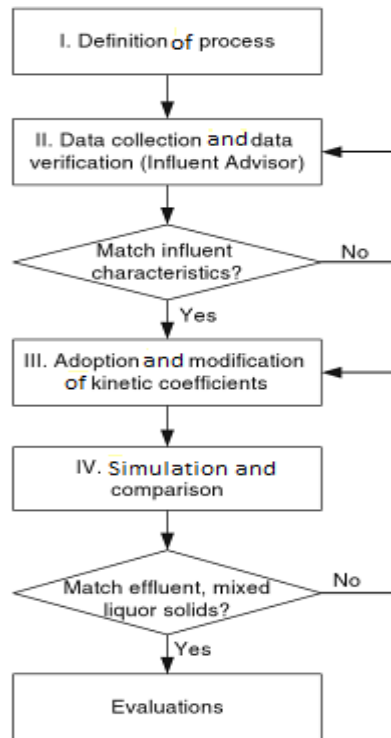 I. Definition of process
II. Data collection and data
verification (Influent Advisor)
Match influent
characteristics?
No
Yes
III. Adoption and modification
of kinetic coefficients
IV. Simulation and
comparison
Match effluent, mixed
liquor solids?
No
Yes
Evaluations